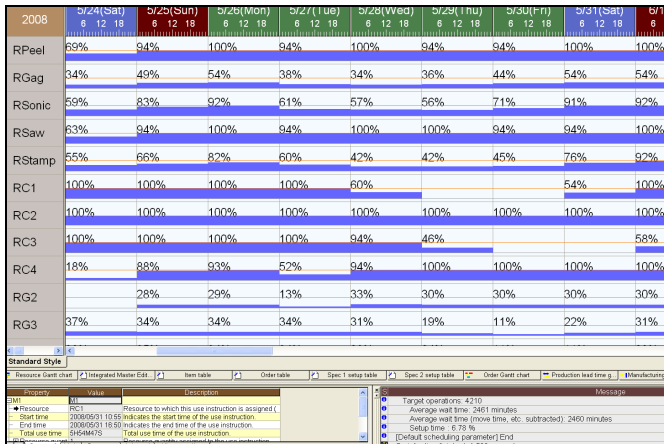 2008 5/24(Sat) 5/25(Sun) 5/26(Mon) 5/27(Tue) 5/28(Wed) 5/29(Thu) 5/30(Fri) 5/31(Sat) 6/1
6 12 18 6 12 18 6 12 18 6 12 18 6 12 18 6 12 18 6 12 18 6 12 18 6
RPeel 69% 94% 100% 94% 100% 94% 94% 100% 100%
RGag 34% 49% 54% 38% 34% 36% 44% 54% 54%
RSonic 59% 83% 92% 61% 57% 56% 71% 91% 92%
RSaw 63% 94% 100% 94% 100% 100% 94% 94% 100%
RStamp 55% 66% 82% 60% 42% 42% 45% 76% 92%
RC1 100% 100% 100% 100% 60% 54% 100%
RC2 100% 100% 100% 100% 100% 100% 100% 100% 100%
RC3 100% 100% 100% 100% 94% 46% 58%
RC4 18% 88% 93% 52% 94% 100% 100% 100% 100%
RG2 28% 29% 13% 33% 30% 30% 30% 30%
RG3 37% 34% 34% 34% 31% 19% 11% 22% 31%
Standard Style
Resource Gantt chart Integrated Master Edit... Item table Order table Spec 1 setup table Spec 2 setup table Order Gantt chart Production lead time g... Manufacturing
Property Value Description S Message
M1 M1
Resource RC1 Resource to which this use instruction is assigned (
Start time 2008/05/31 10:55 Indicates the start time of the use instruction.
End time 2008/05/31 16:50 Indicates the end time of the use instruction.
Total use time 5H54M47S Total use time of the use instruction.
Target operations: 4210
Average wait time: 2461 minutes
Average wait time (move time, etc. subtracted): 2460 minutes
Setup time : 6.78 %
[Default scheduling parameter] End